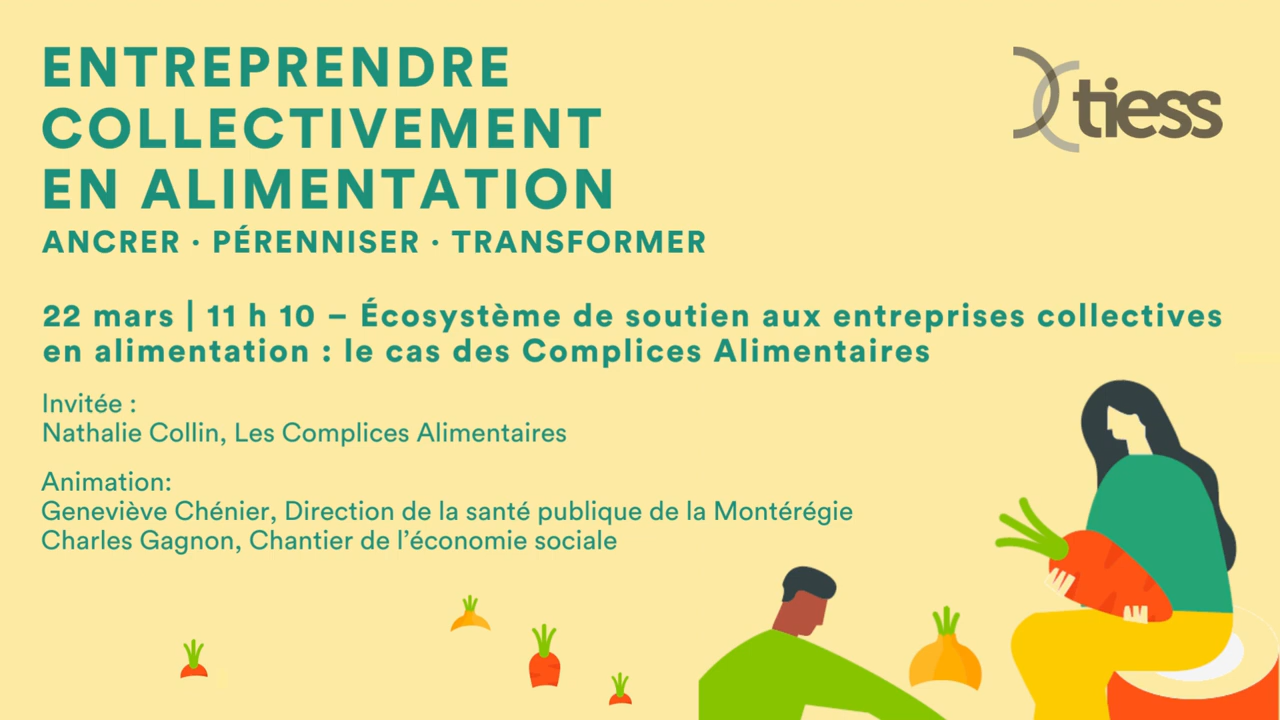 ENTREPRENDRE
COLLECTIVEMENT
EN ALIMENTATION
ANCRER · PÉRENNISER · TRANSFORMER
tiess
22 mars | 11 h 10 – Écosystème de soutien aux entreprises collectives
en alimentation : le cas des Complices Alimentaires
Invitée :
Nathalie Collin, Les Complices Alimentaires
Animation:
Geneviève Chénier, Direction de la santé publique de la Montérégie
Charles Gagnon, Chantier de l’économie sociale